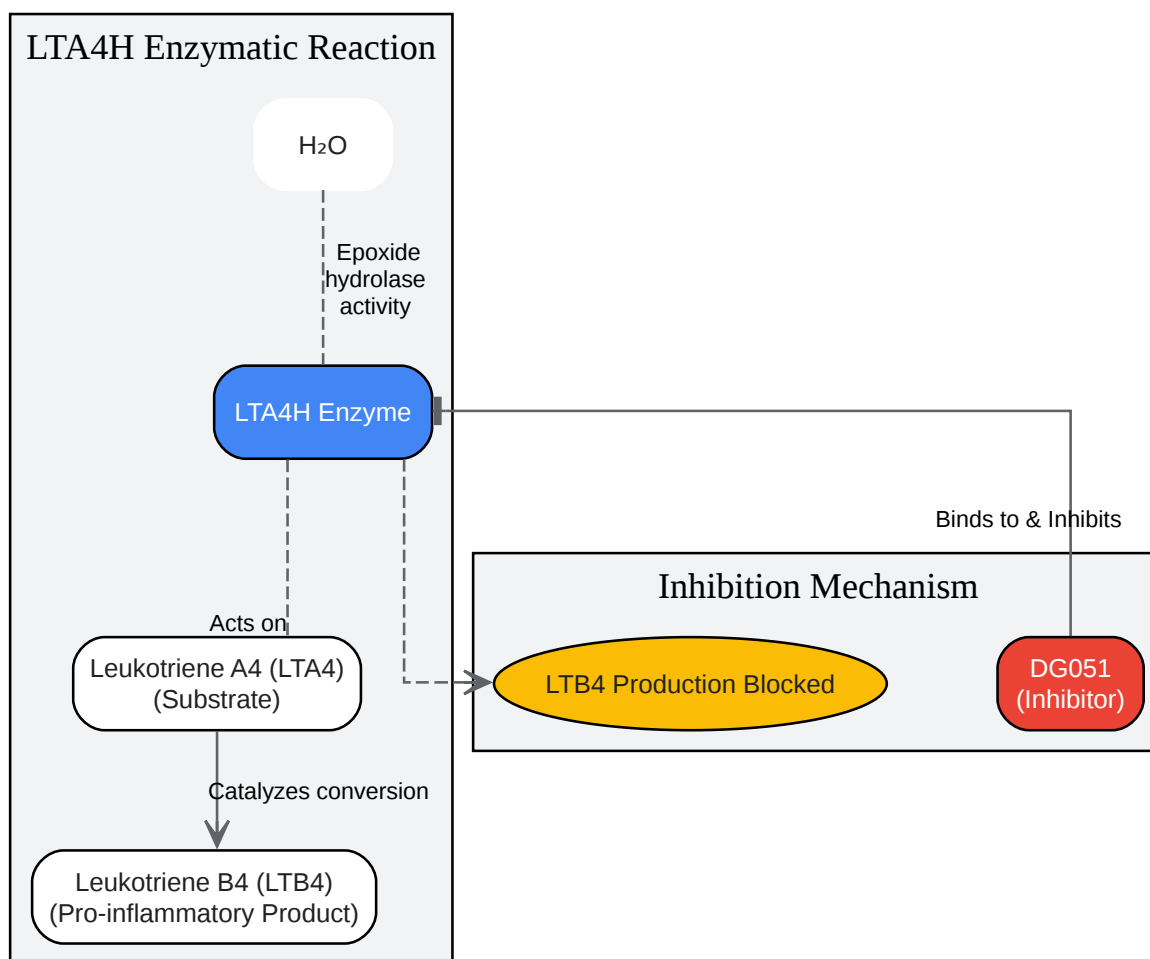 LTA4H Enzymatic Reaction
H₂O
Epoxide
hydrolase
activity
LTA4H Enzyme
Binds to & Inhibits
Inhibition Mechanism
Acts on
Leukotriene A4 (LTA4)
(Substrate)
LTB4 Production Blocked
DG051
(Inhibitor)
Catalyzes conversion
Leukotriene B4 (LTB4)
(Pro-inflammatory Product)